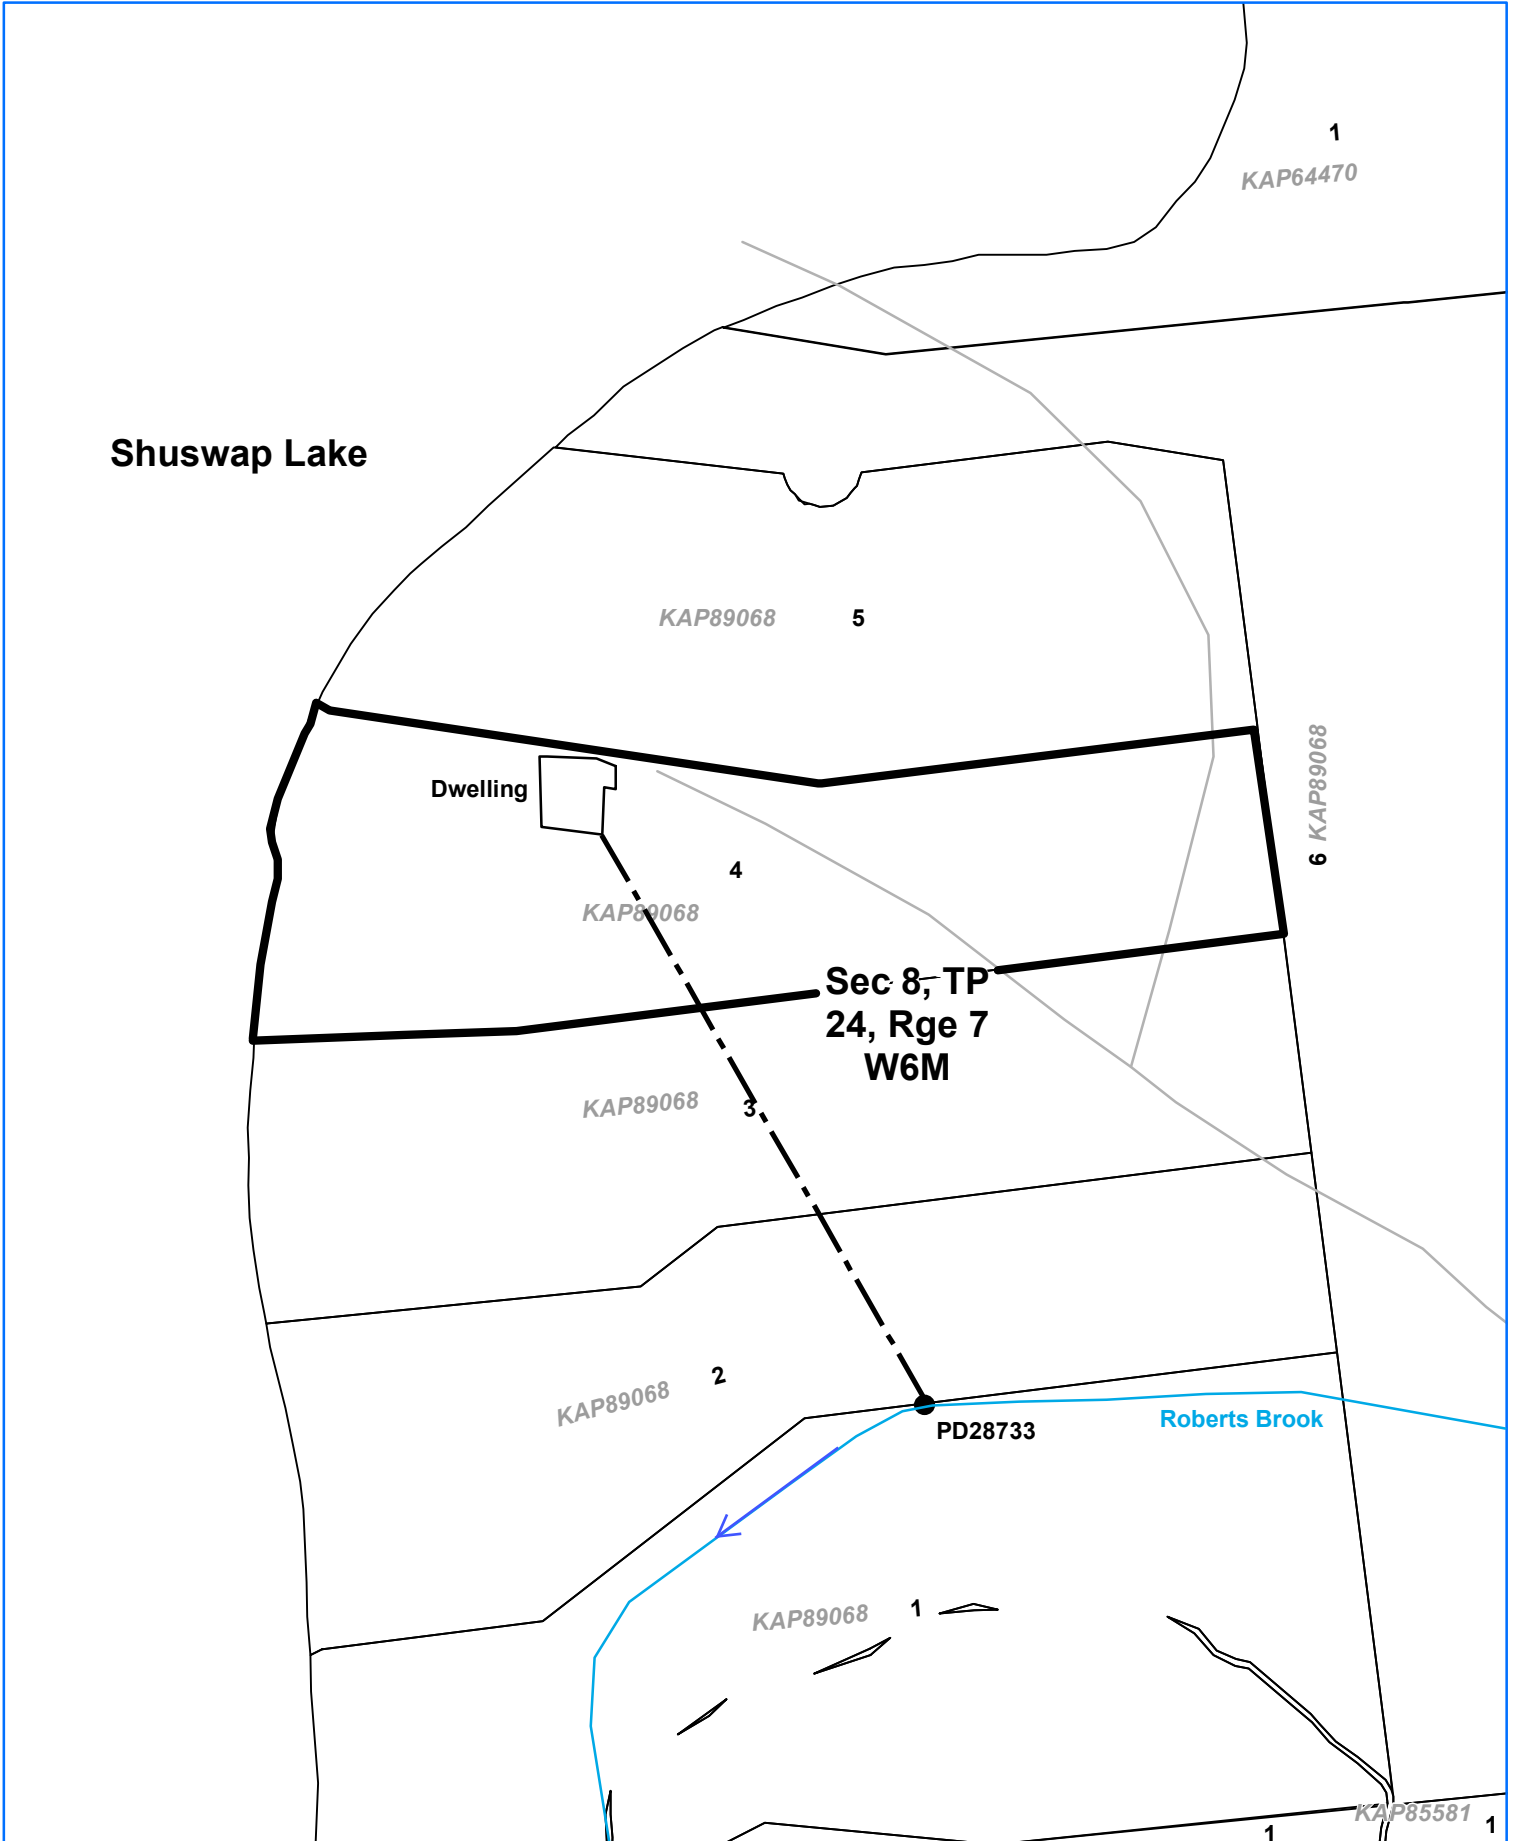 1
KAP64470
Shuswap Lake
KAP89068 5
KAP89068
6
Dwelling
4
KAP89068
Sec 8, TP
24, Rge 7
W6M
KAP89068 3
KAP89068 2
PD28733
Roberts Brook
KAP89068 1
KAP85581
1
1